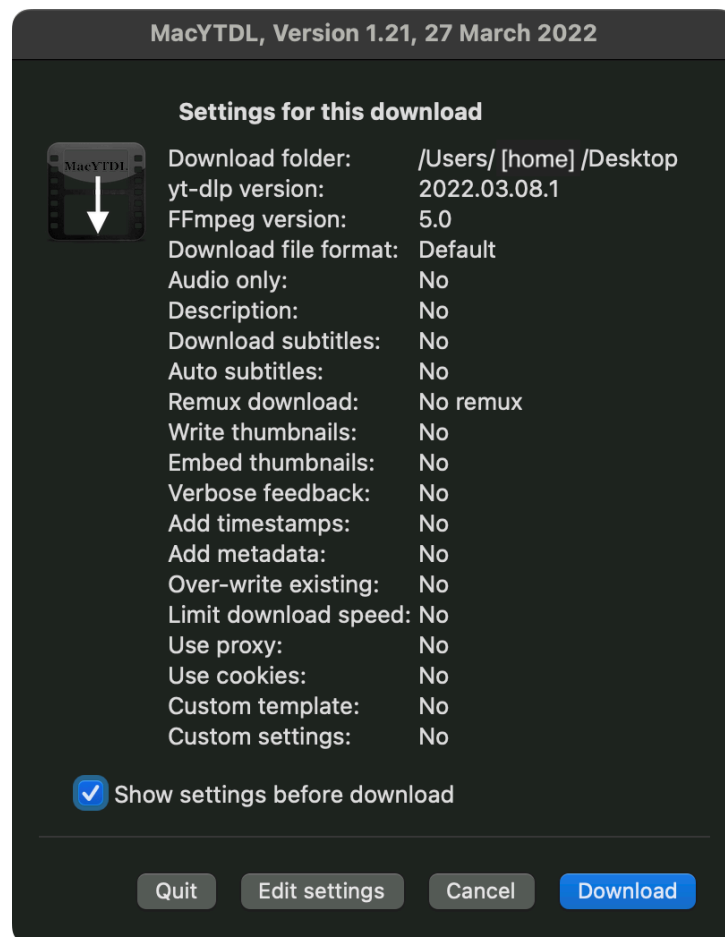 MacYTDL, Version 1.21, 27 March 2022
Settings for this download
MacYTDL
Download folder: /Users/ [home] /Desktop
yt-dlp version: 2022.03.08.1
FFmpeg version: 5.0
Download file format: Default
Audio only: No
Description: No
Download subtitles: No
Auto subtitles: No
Remux download: No remux
Write thumbnails: No
Embed thumbnails: No
Verbose feedback: No
Add timestamps: No
Add metadata: No
Over-write existing: No
Limit download speed: No
Use proxy: No
Use cookies: No
Custom template: No
Custom settings: No
Show settings before download
Quit Edit settings Cancel Download